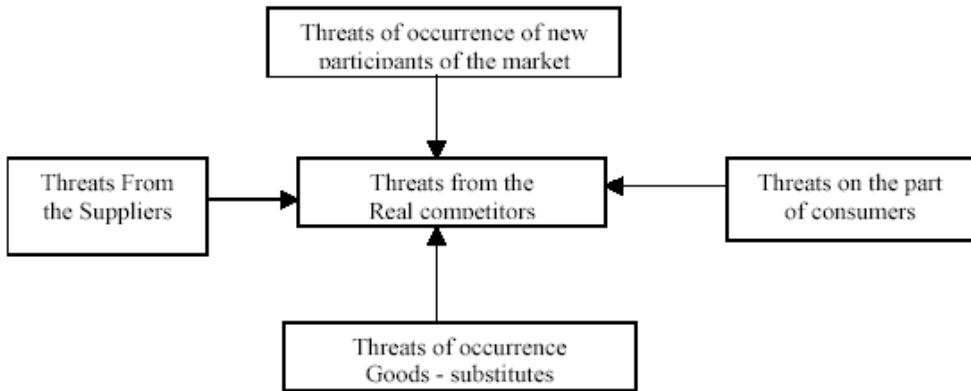 Threats of occurrence of new
participants of the market
Threats From
the Suppliers
Threats from the
Real competitors
Threats on the part
of consumers
Threats of occurrence
Goods - substitutes